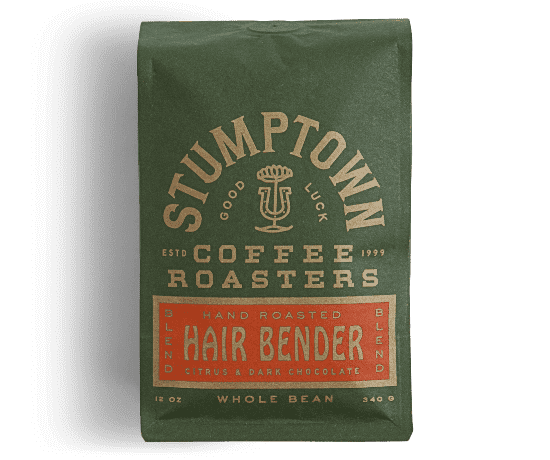 STUMPTOWN
GOOD LUCK
ESTD COFFEE 1999
ROASTERS
HAND ROASTED
BLEND HAIR BENDER BLEND
CITRUS & DARK CHOCOLATE
12 OZ WHOLE BEAN 340 G